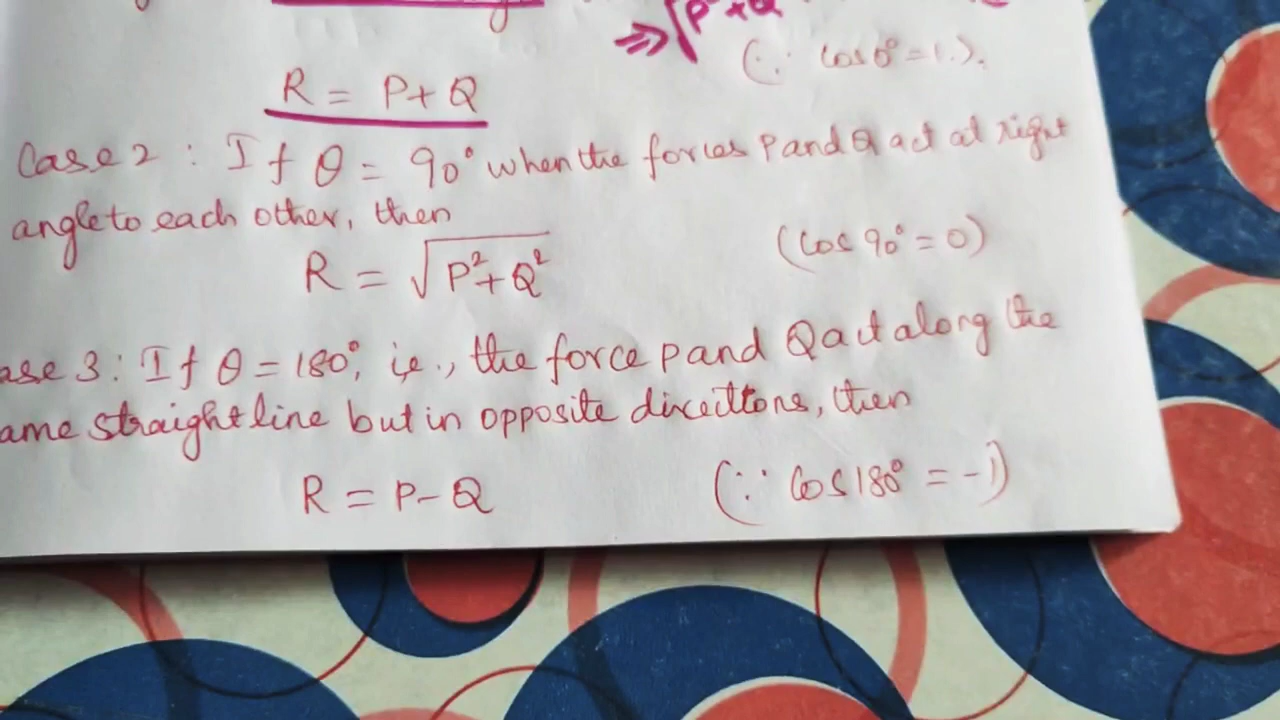 ⇒ √P²+Q
(∵ Cos 0° = 1.).
R = P+ Q
Case 2 : If θ = 90° when the forces P and Q act at right
angle to each other, then
R = √P²+Q² (Cos 90° = 0)
ase 3 : If θ = 180°, i.e., the force P and Q act along the
ame straight line but in opposite directions, then
R = P- Q (∵ Cos 180° = -1)